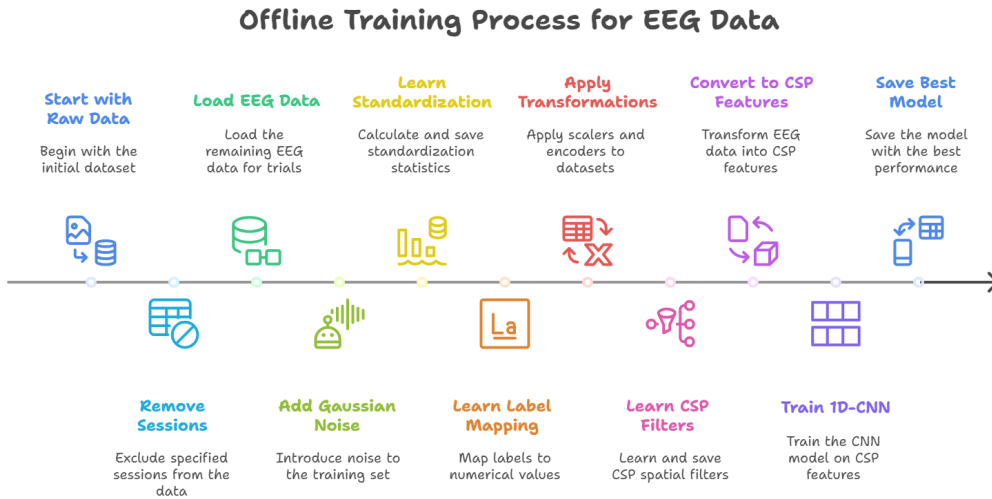 Offline Training Process for EEG Data
Start with
Raw Data
Begin with the
initial dataset
Load EEG Data
Load the
remaining EEG
data for trials
Learn
Standardization
Calculate and save
standardization
statistics
Apply
Transformations
Apply scalers and
encoders to
datasets
Convert to CSP
Features
Transform EEG
data into CSP
features
Save Best
Model
Save the model
with the best
performance
La
Remove
Sessions
Exclude specified
sessions from the
data
Add Gaussian
Noise
Introduce noise to
the training set
Learn Label
Mapping
Map labels to
numerical values
Learn CSP
Filters
Learn and save
CSP spatial filters
Train 1D-CNN
Train the CNN
model on CSP
features